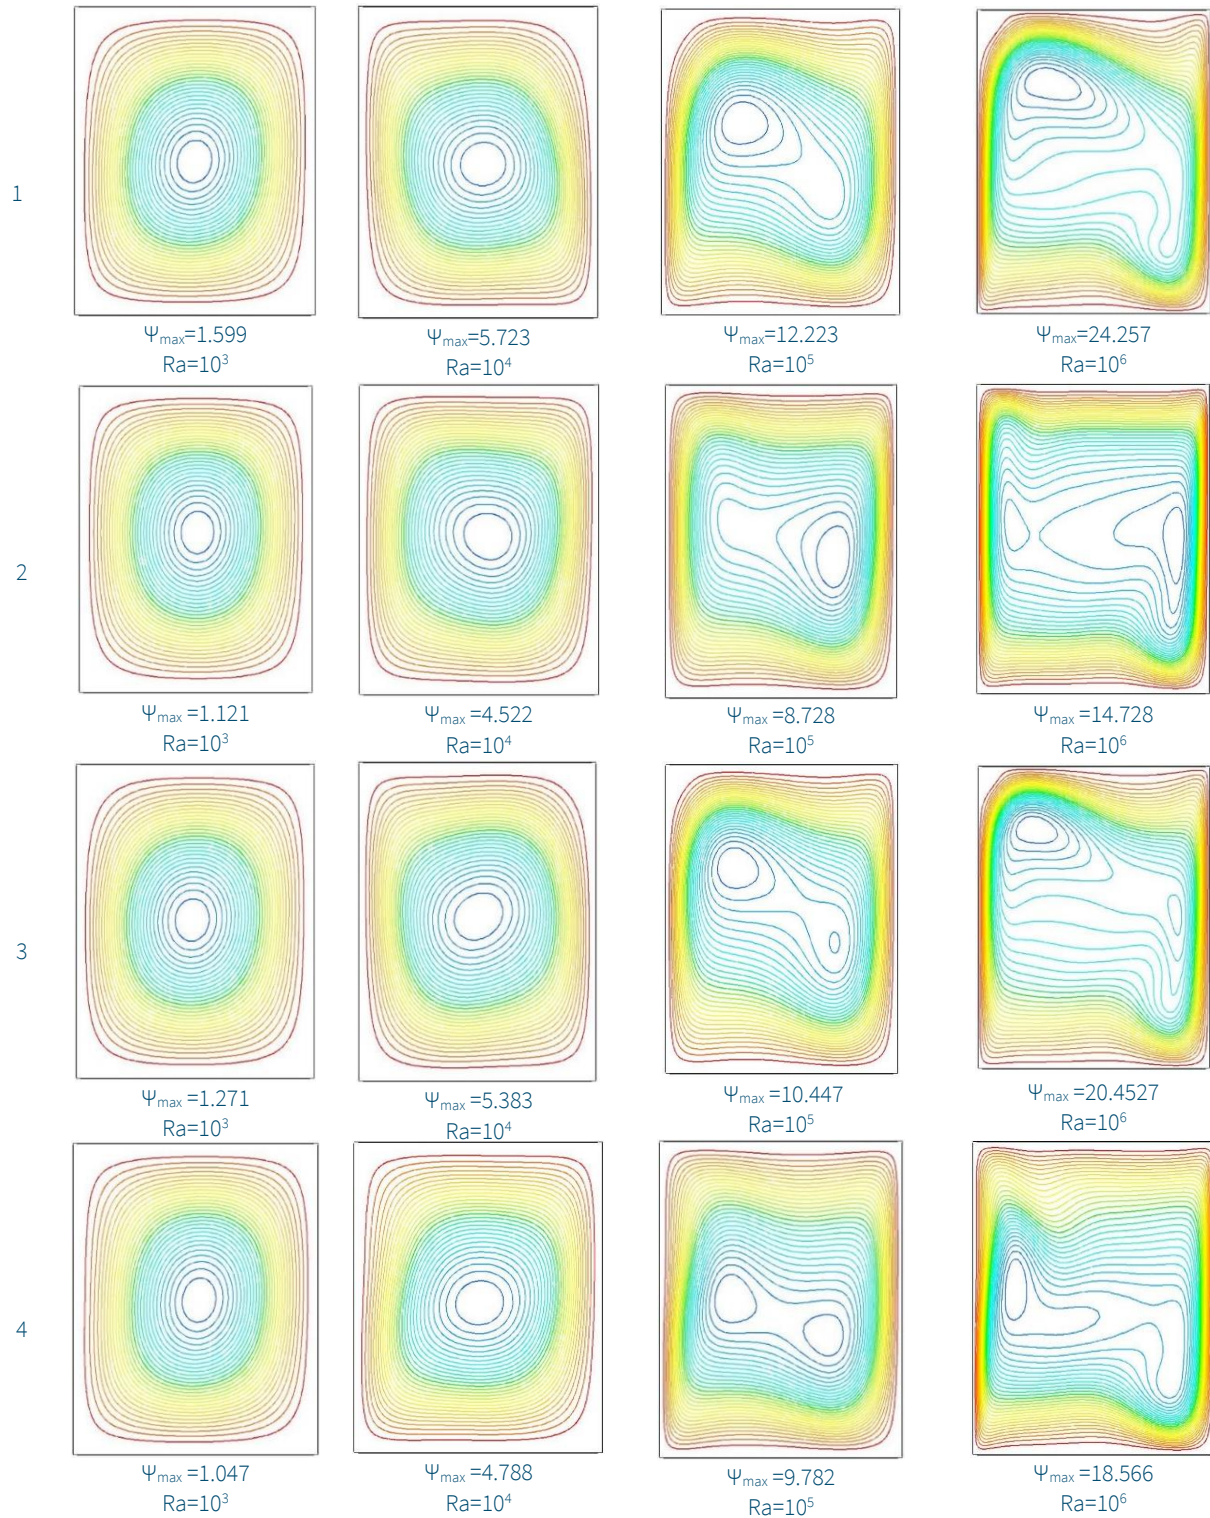 1
Ψmax=1.599 Ψmax=5.723 Ψmax=12.223 Ψmax=24.257
Ra=10³ Ra=10⁴ Ra=10⁵ Ra=10⁶
2
Ψmax =1.121 Ψmax =4.522 Ψmax =8.728 Ψmax =14.728
Ra=10³ Ra=10⁴ Ra=10⁵ Ra=10⁶
3
Ψmax =1.271 Ψmax =5.383 Ψmax =10.447 Ψmax =20.4527
Ra=10³ Ra=10⁴ Ra=10⁵ Ra=10⁶
4
Ψmax =1.047 Ψmax =4.788 Ψmax =9.782 Ψmax =18.566
Ra=10³ Ra=10⁴ Ra=10⁵ Ra=10⁶